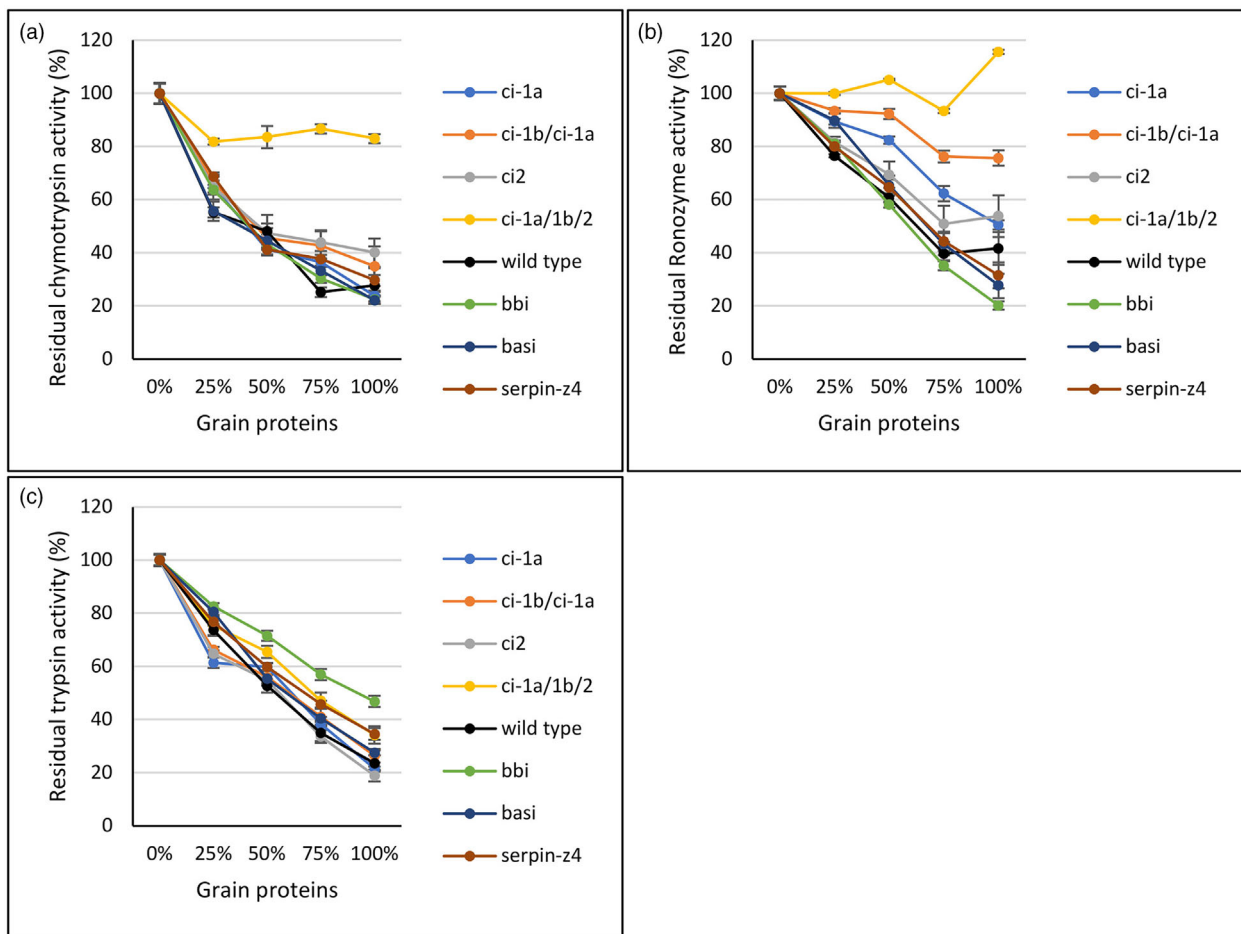 (a)
Residual chymotrypsin activity (%)
120
100
80
60
40
20
0
0% 25% 50% 75% 100%
Grain proteins
ci-1a
ci-1b/ci-1a
ci2
ci-1a/1b/2
wild type
bbi
basi
serpin-z4
(b)
Residual Ronozyme activity (%)
120
100
80
60
40
20
0
0% 25% 50% 75% 100%
Grain proteins
ci-1a
ci-1b/ci-1a
ci2
ci-1a/1b/2
wild type
bbi
basi
serpin-z4
(c)
Residual trypsin activity (%)
120
100
80
60
40
20
0
0% 25% 50% 75% 100%
Grain proteins
ci-1a
ci-1b/ci-1a
ci2
ci-1a/1b/2
wild type
bbi
basi
serpin-z4